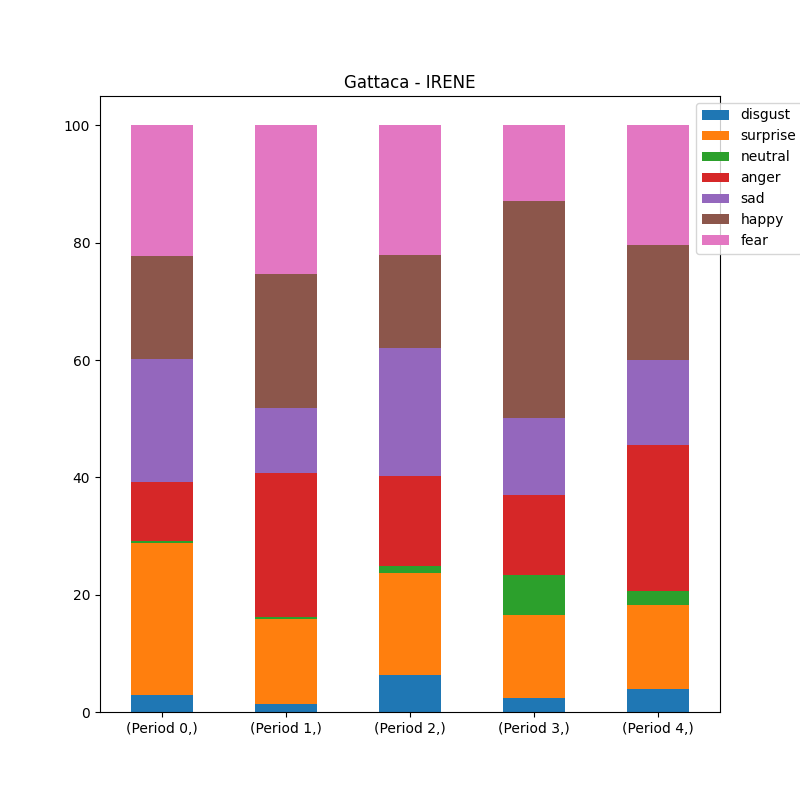 Gattaca - IRENE
disgust
surprise
neutral
anger
sad
happy
fear
100
80
60
40
20
0
(Period 0,)
(Period 1,)
(Period 2,)
(Period 3,)
(Period 4,)